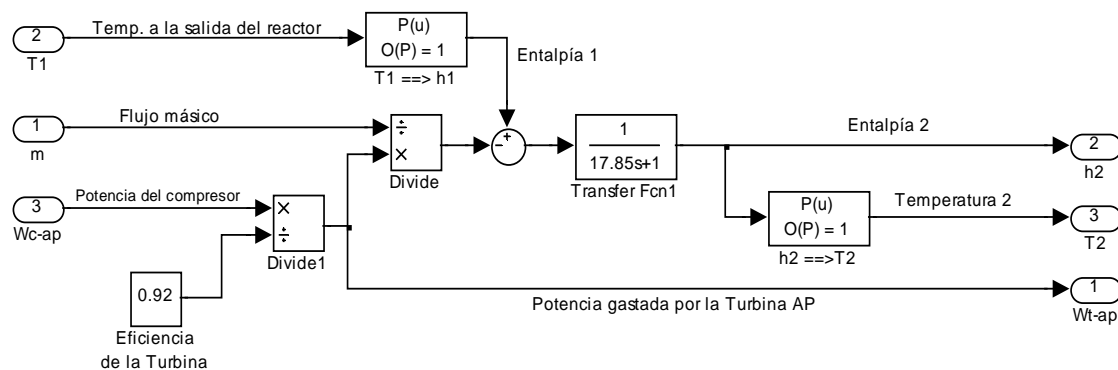 2
T1
Temp. a la salida del reactor
P(u)
O(P) = 1
T1 ==> h1
Entalpía 1
1
m
Flujo másico
÷
×
Divide
-
+
1
17.85s+1
Transfer Fcn1
Entalpía 2
2
h2
3
Wc-ap
Potencia del compresor
×
÷
Divide1
P(u)
O(P) = 1
h2 ==>T2
Temperatura 2
3
T2
0.92
Eficiencia
de la Turbina
Potencia gastada por la Turbina AP
1
Wt-ap